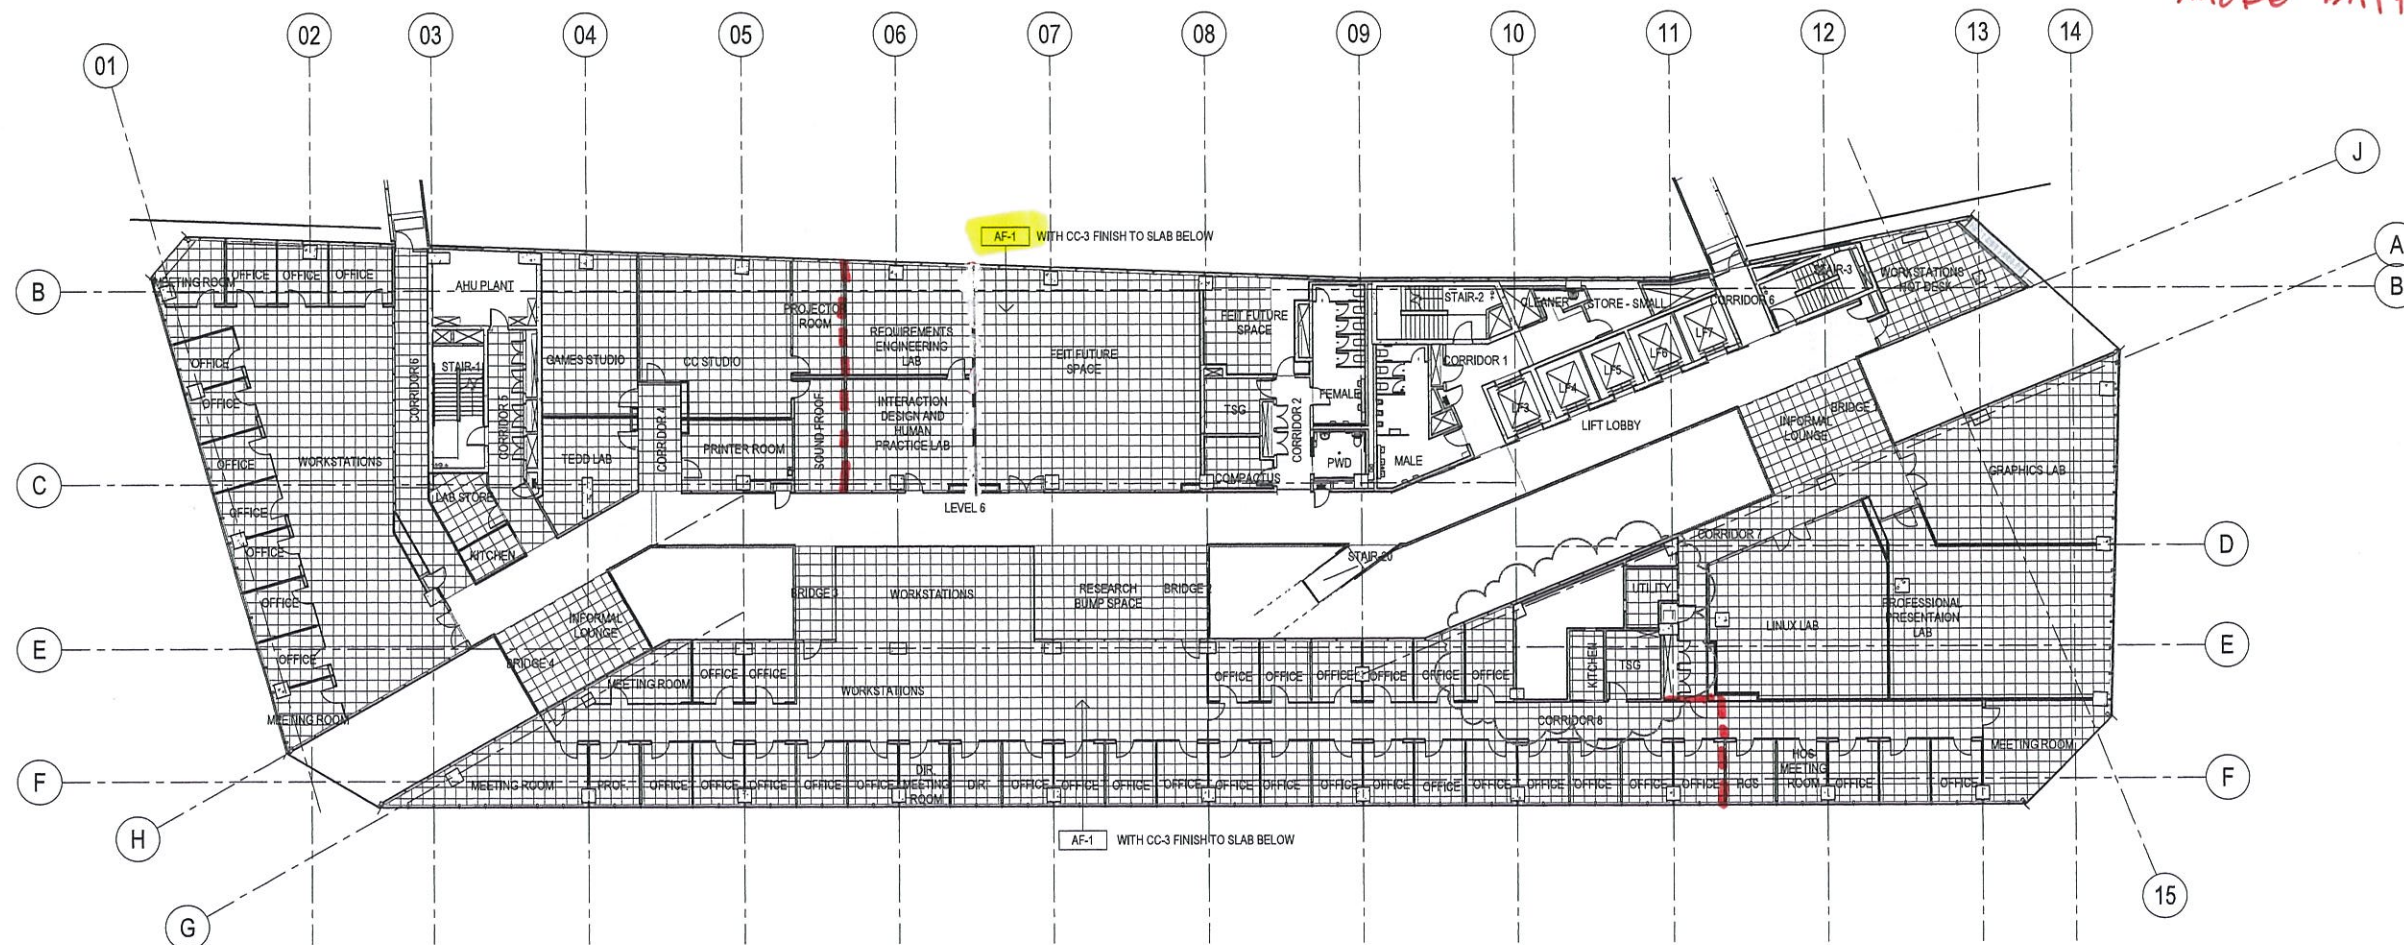 01
02
03
04
05
06
07
08
09
10
11
12
13
14
J
A
B
B
AF-1 WITH CC-3 FINISH TO SLAB BELOW
MEETING ROOM
OFFICE
OFFICE
OFFICE
AHU PLANT
PROJECTION
ROOM
REQUIREMENTS
ENGINEERING
LAB
FEIT FUTURE
SPACE
FEIT FUTURE
SPACE
STAIR-2
CLEANER
STORE - SMALL
CORRIDOR 6
STAIR-3
WORKSTATIONS
HOT DESK
OFFICE
CORRIDOR 6
STAIR-1
CORRIDOR 5
GAMES STUDIO
CC STUDIO
CORRIDOR 1
LF3
LF4
LF5
LF6
LF7
OFFICE
INTERACTION
DESIGN AND
HUMAN
PRACTICE LAB
TSG
CORRIDOR 2
FEMALE
LIFT LOBBY
INFORMAL
LOUNGE
BRIDGE
OFFICE
WORKSTATIONS
TEDD LAB
CORRIDOR 4
PRINTER ROOM
SOUND PROOF
PWD
MALE
GRAPHICS LAB
C
LAB STORE
COMPACTUS
OFFICE
LEVEL 6
OFFICE
KITCHEN
STAIR-20
CORRIDOR 7
D
OFFICE
INFORMAL
LOUNGE
BRIDGE 3
WORKSTATIONS
RESEARCH
BUMP SPACE
BRIDGE
UTILITY
LINUX LAB
PROFESSIONAL
PRESENTAION
LAB
E
OFFICE
BRIDGE 4
MEETING ROOM
OFFICE
OFFICE
WORKSTATIONS
OFFICE
OFFICE
OFFICE
OFFICE
OFFICE
OFFICE
KITCHEN
TSG
E
MEETING ROOM
CORRIDOR 8
MEETING ROOM
F
MEETING ROOM
PROF.
OFFICE
OFFICE
OFFICE
OFFICE
OFFICE
DIR.
MEETING
ROOM
DIR.
OFFICE
OFFICE
OFFICE
OFFICE
OFFICE
OFFICE
OFFICE
OFFICE
OFFICE
OFFICE
OFFICE
OFFICE
OFFICE
OFFICE
HOS
HOS
MEETING
ROOM
OFFICE
OFFICE
F
H
AF-1 WITH CC-3 FINISH TO SLAB BELOW
G
15